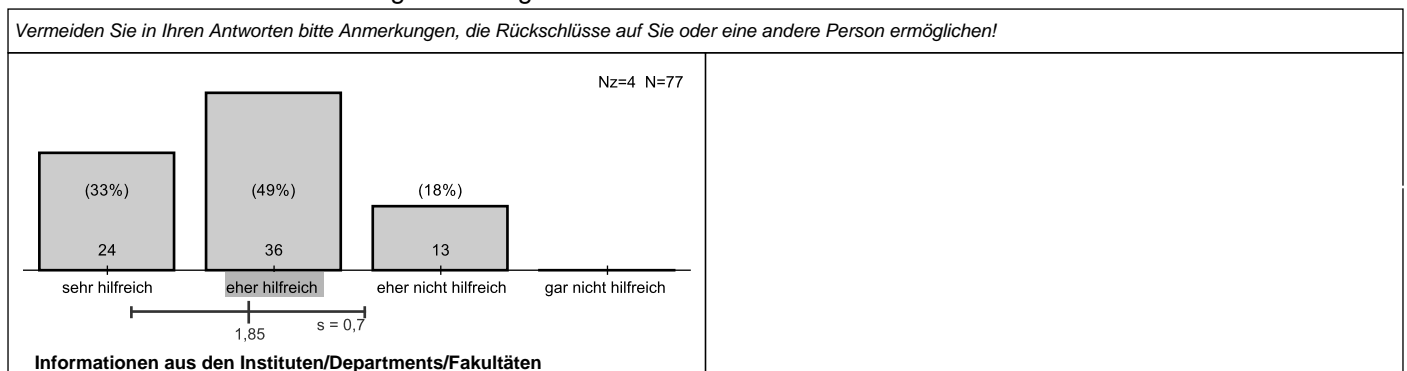 Vermeiden Sie in Ihren Antworten bitte Anmerkungen, die Rückschlüsse auf Sie oder eine andere Person ermöglichen!
Nz=4 N=77
(33%) (49%) (18%)
24 36 13
sehr hilfreich eher hilfreich eher nicht hilfreich gar nicht hilfreich
1,85 s = 0,7
Informationen aus den Instituten/Departments/Fakultäten